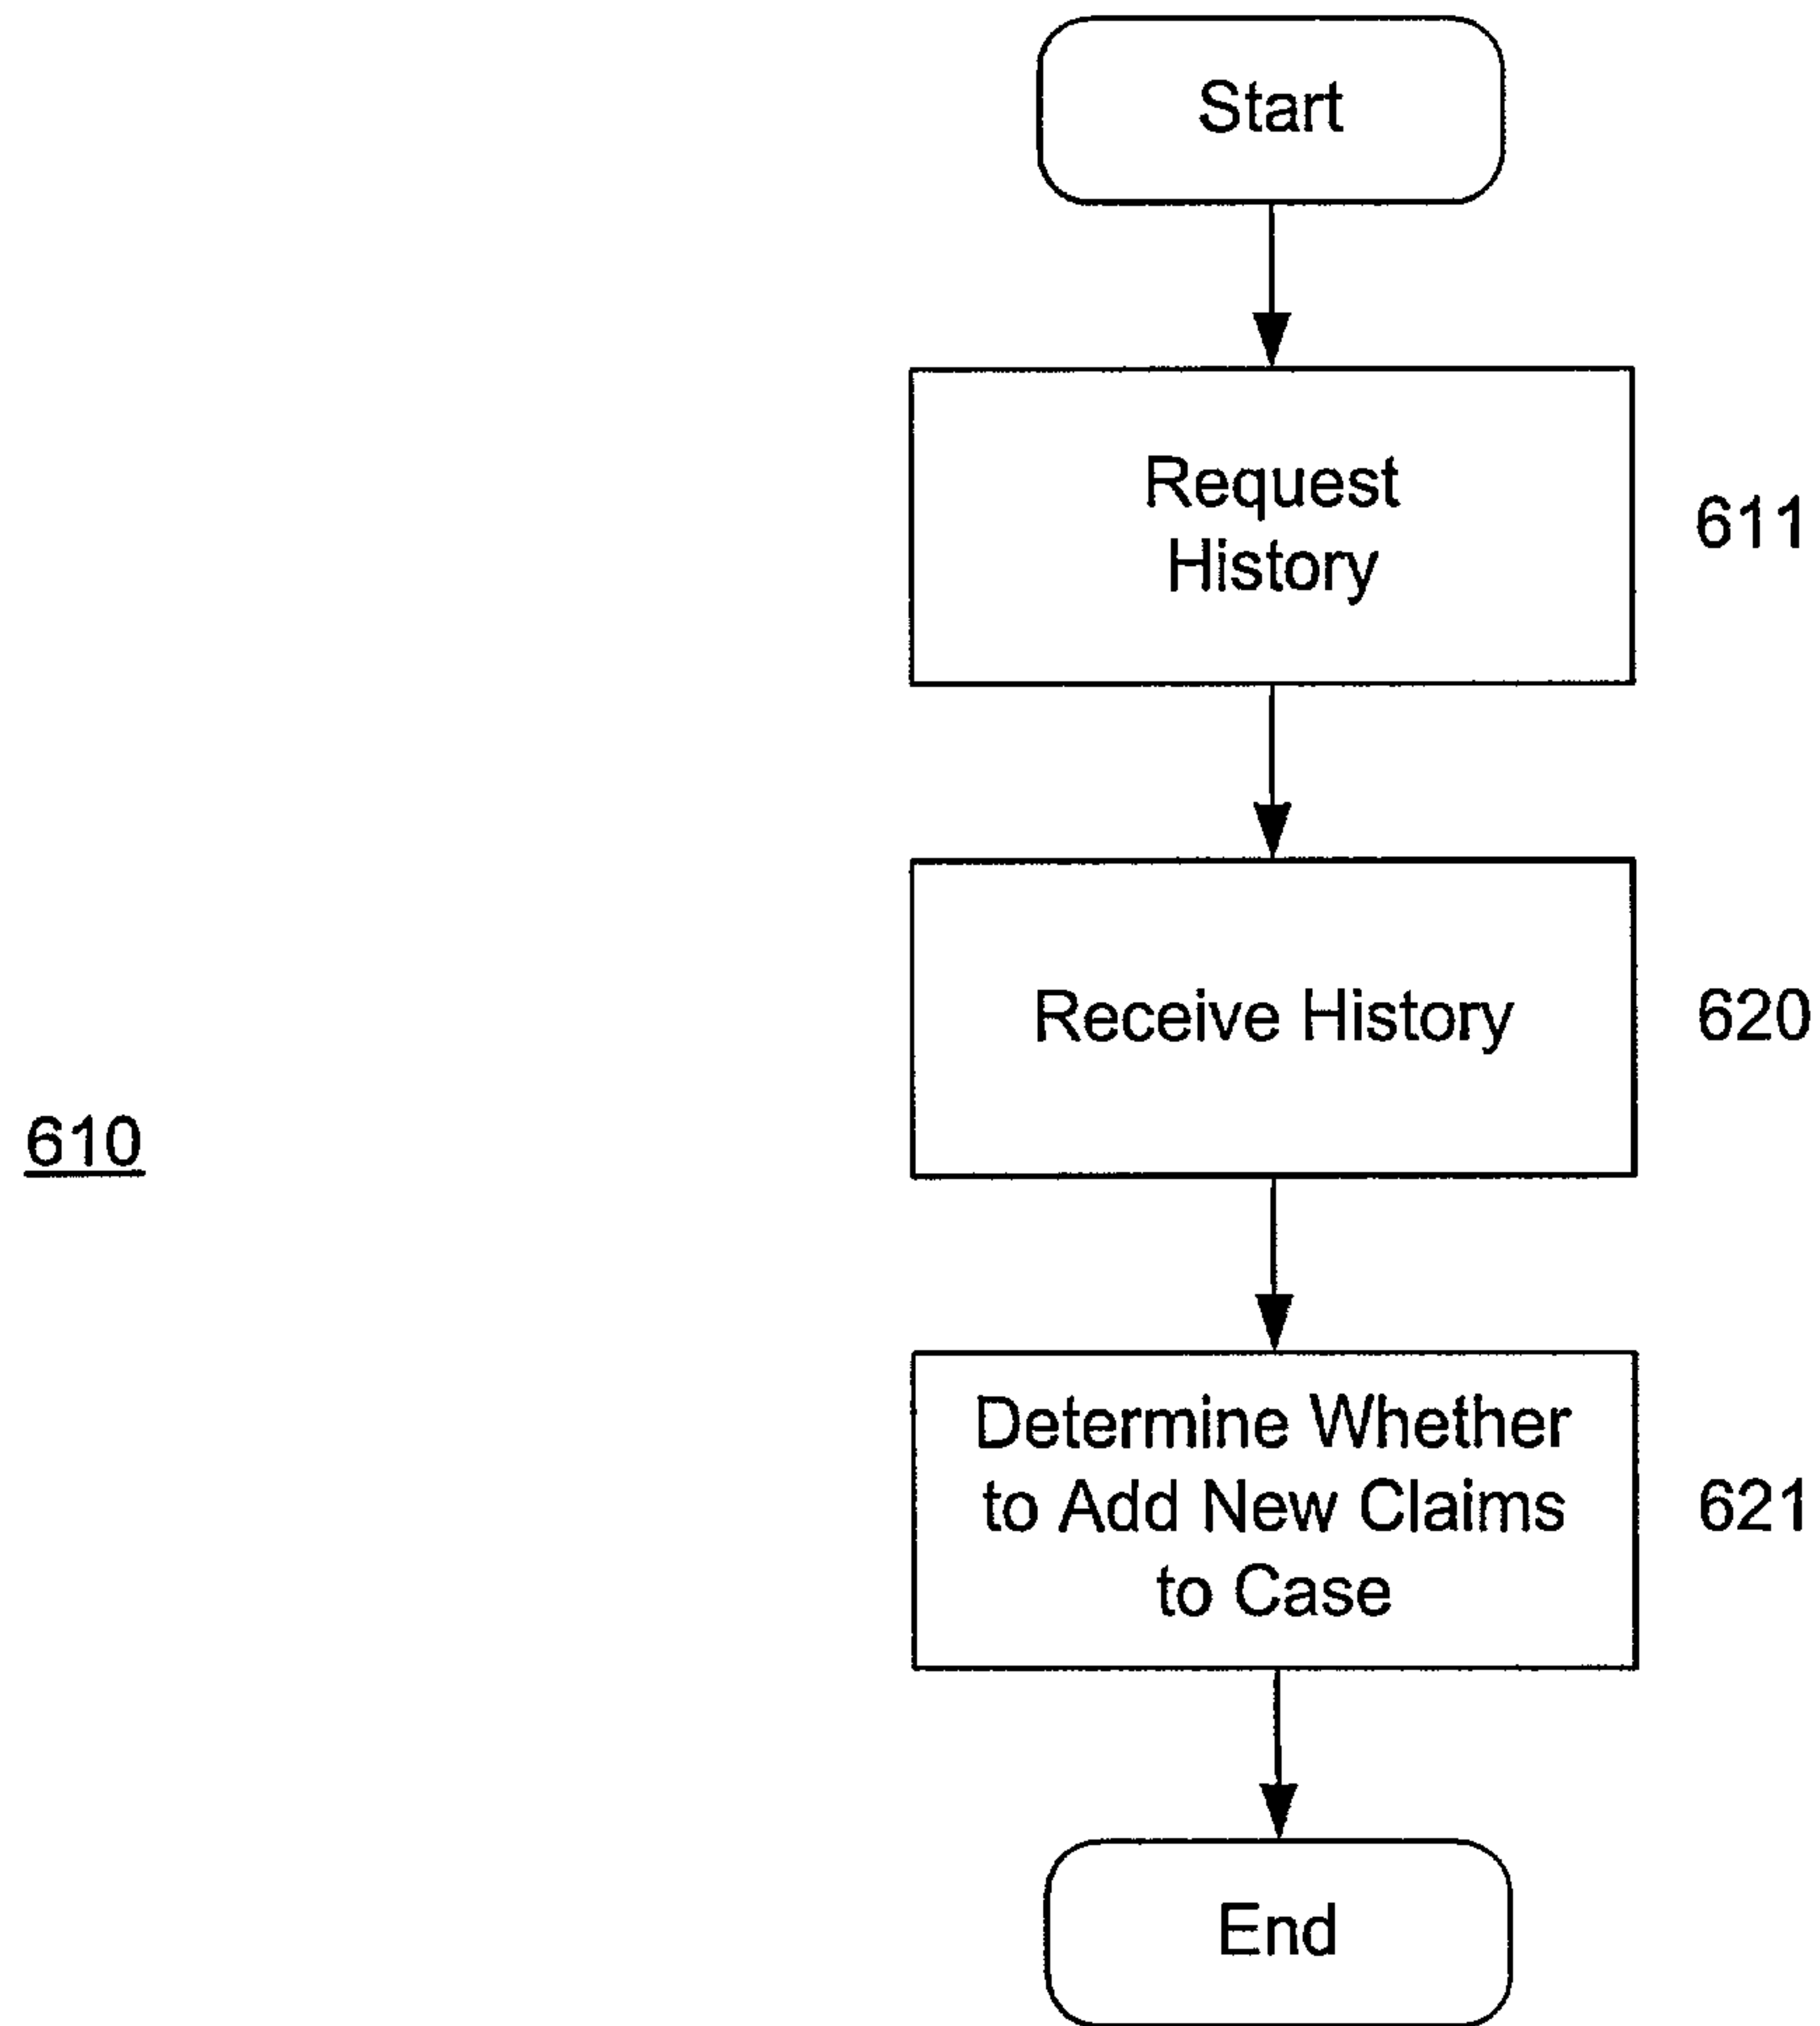 Start
Request
History
611
Receive History
620
610
Determine Whether
to Add New Claims
to Case
621
End